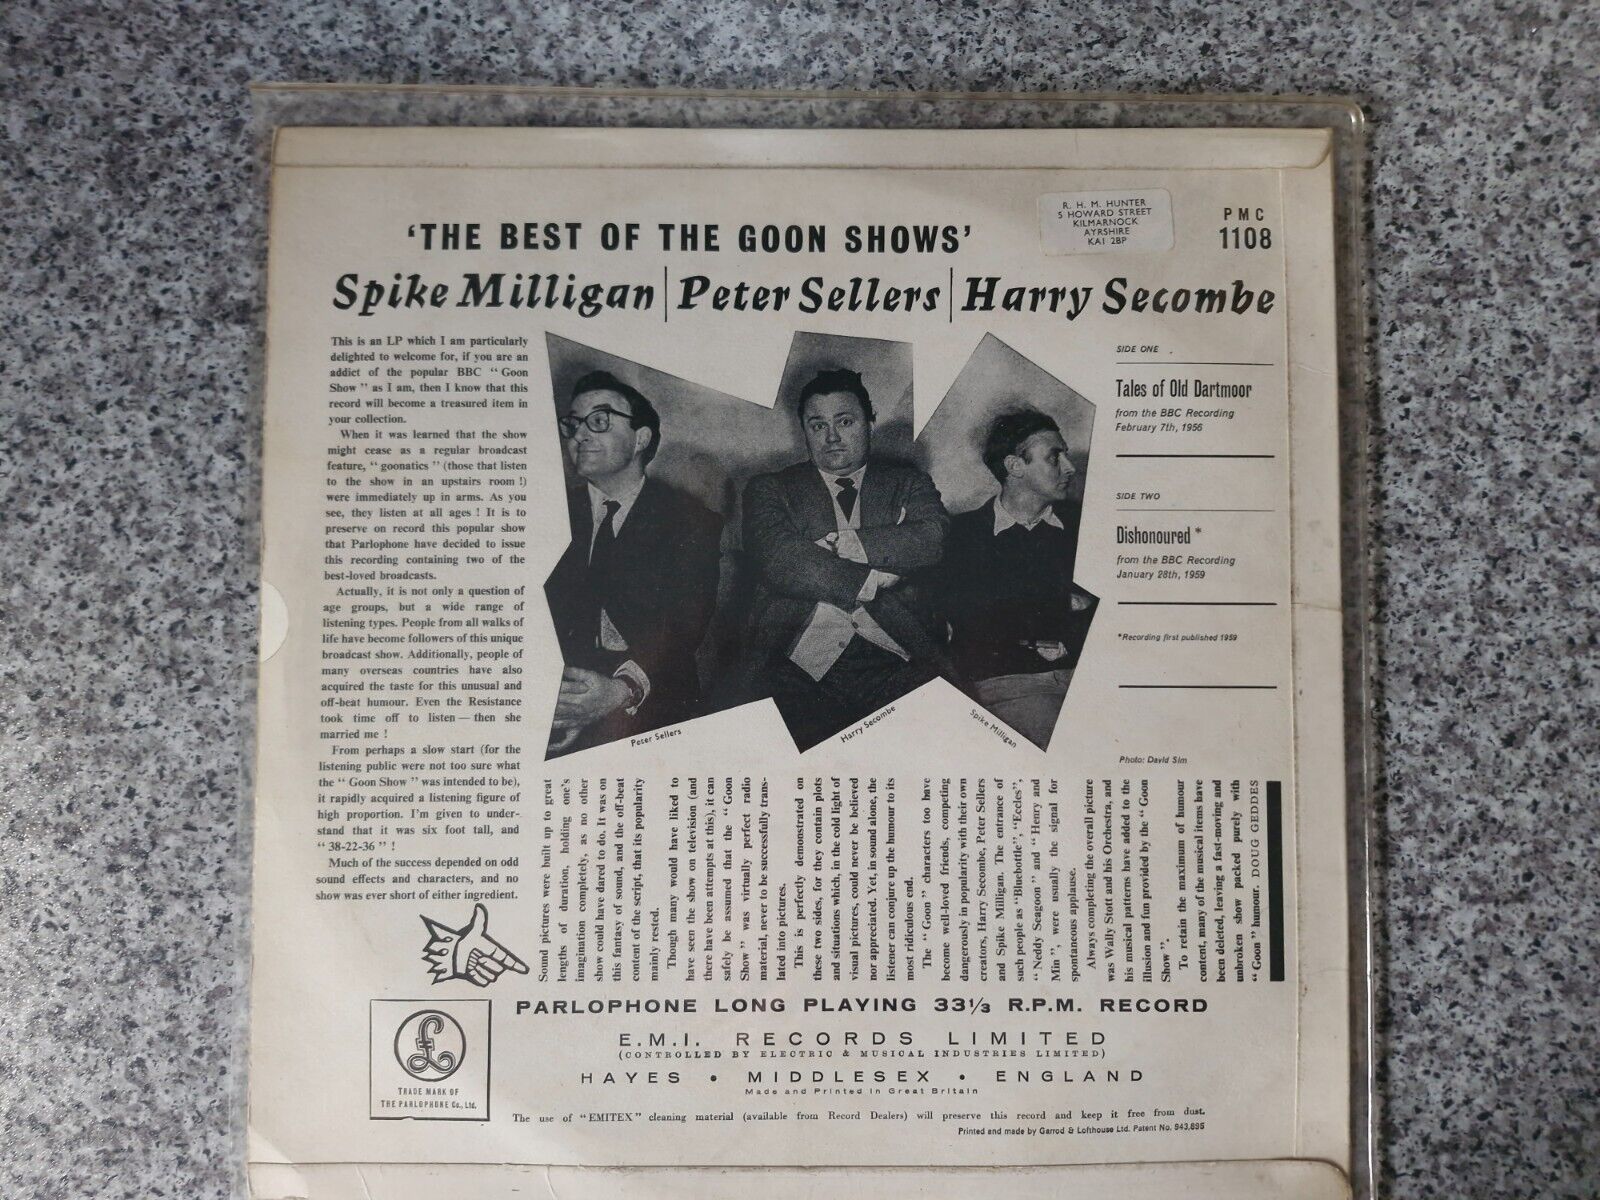 R. H. M. HUNTER
5 HOWARD STREET
KILMARNOCK
AYRSHIRE
KA1 2BP
PMC
1108
‘THE BEST OF THE GOON SHOWS’
Spike Milligan | Peter Sellers | Harry Secombe
This is an LP which I am particularly
delighted to welcome for, if you are an
addict of the popular BBC “Goon
Show” as I am, then I know that this
record will become a treasured item in
your collection.
When it was learned that the show
might cease as a regular broadcast
feature, “goonatics” (those that listen
to the show in an upstairs room!)
were immediately up in arms. As you
see, they listen at all ages! It is to
preserve on record this popular show
that Parlophone have decided to issue
this recording containing two of the
best-loved broadcasts.
Actually, it is not only a question of
age groups, but a wide range of
listening types. People from all walks of
life have become followers of this unique
broadcast show. Additionally, people of
many overseas countries have also
acquired the taste for this unusual and
off-beat humour. Even the Resistance
took time off to listen — then she
married me!
From perhaps a slow start (for the
listening public were not too sure what
the “Goon Show” was intended to be),
it rapidly acquired a listening figure of
high proportion. I'm given to under-
stand that it was six foot tall, and
“38-22-36”!
Much of the success depended on odd
sound effects and characters, and no
show was ever short of either ingredient.
Sound pictures were built up to great
lengths of duration, holding one's
imagination completely, as no other
show could have dared to do. It was on
this fantasy of sound, and the off-beat
content of the script, that its popularity
mainly rested.
Though many would have liked to
have seen the show on television (and
there have been attempts at this), it can
safely be assumed that the “Goon
Show” was virtually perfect radio
material, never to be successfully trans-
lated into pictures.
This is perfectly demonstrated on
these two sides, for they contain plots
and situations which, in the cold light of
visual pictures, could never be believed
nor appreciated. Yet, in sound alone, the
listener can conjure up the humour to its
most ridiculous end.
The “Goon” characters too have
become well-loved friends, competing
dangerously in popularity with their own
creators, Harry Secombe, Peter Sellers
and Spike Milligan. The entrance of
such people as “Bluebottle”, “Eccles”,
“Neddy Seagoon” and “Henry and
Min”, were usually the signal for
spontaneous applause.
Always completing the overall picture
was Wally Stott and his Orchestra, and
his musical patterns have added to the
illusion and fun provided by the “Goon
Show”.
To retain the maximum of humour
content, many of the musical items have
been deleted, leaving a fast-moving and
unbroken show packed purely with
“Goon” humour. DOUG GEDDES
Peter Sellers
Harry Secombe
Spike Milligan
SIDE ONE
Tales of Old Dartmoor
from the BBC Recording
February 7th, 1956
SIDE TWO
Dishonoured *
from the BBC Recording
January 28th, 1959
*Recording first published 1959
Photo: David Sim
PARLOPHONE LONG PLAYING 33⅓ R.P.M. RECORD
E.M.I. RECORDS LIMITED
(CONTROLLED BY ELECTRIC & MUSICAL INDUSTRIES LIMITED)
HAYES • MIDDLESEX • ENGLAND
Made and Printed in Great Britain
£
TRADE MARK OF
THE PARLOPHONE Co., Ltd.
The use of “EMITEX” cleaning material (available from Record Dealers) will preserve this record and keep it free from dust.
Printed and made by Garrod & Lofthouse Ltd. Patent No. 943,895